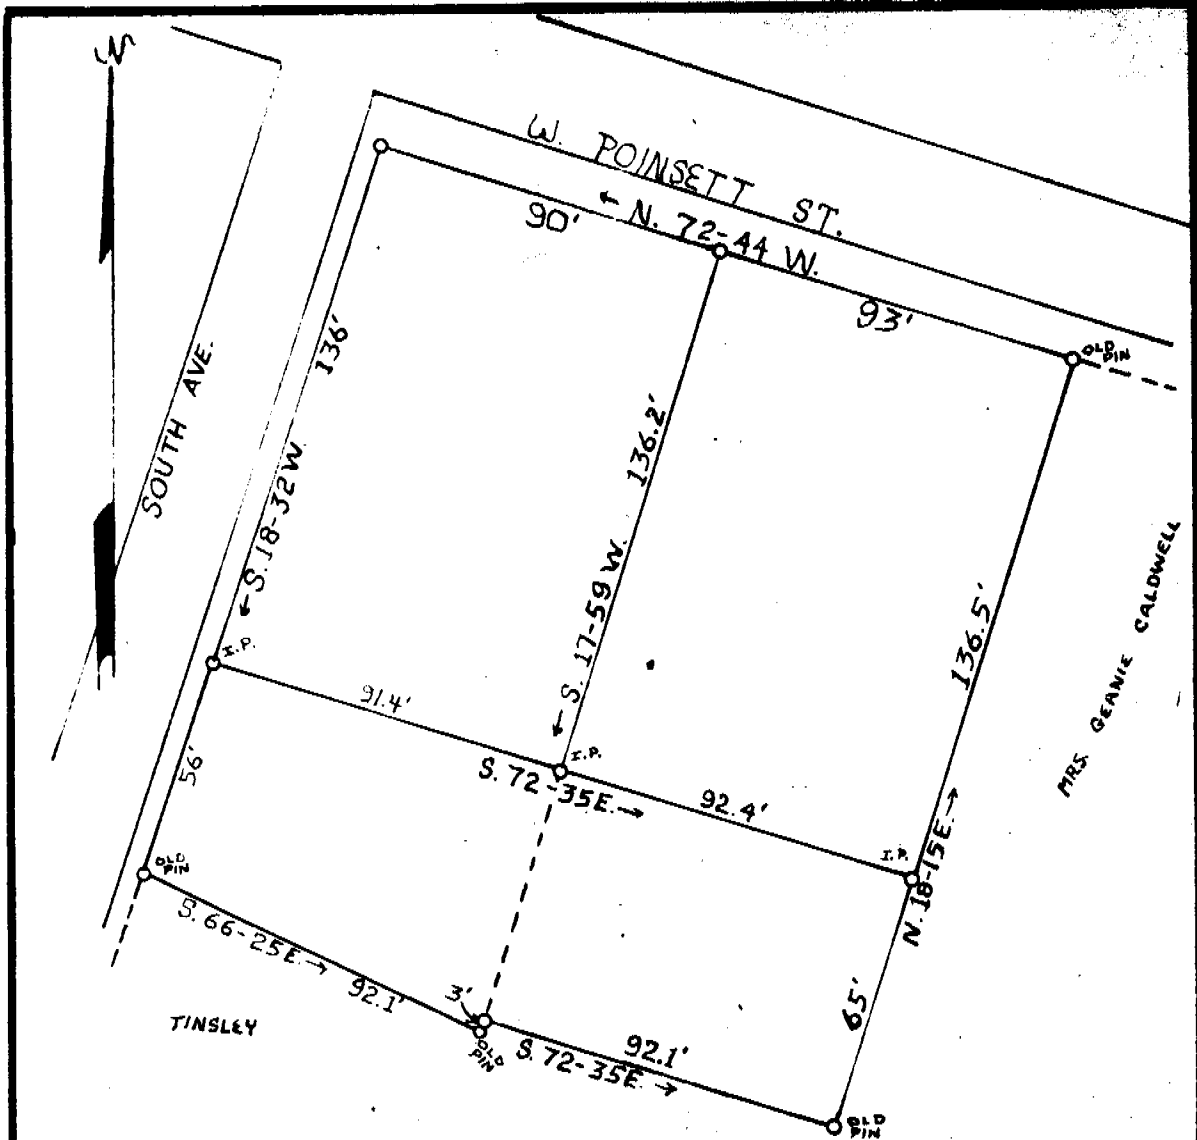 N
W. POINSETT ST.
← N. 72-44 W.
90'
93'
OLD PIN
136'
SOUTH AVE.
← S. 18-32 W.
136.2'
← S. 17-59 W.
136.5'
MRS. GEANIE CALDWELL
I.P.
91.4'
I.P.
S. 72-35 E. →
92.4'
I.P.
N. 18-15 E. →
56'
OLD PIN
S. 66-25 E. →
92.1'
3'
OLD PIN
TINSLEY
92.1'
S. 72-35 E. →
65'
OLD PIN